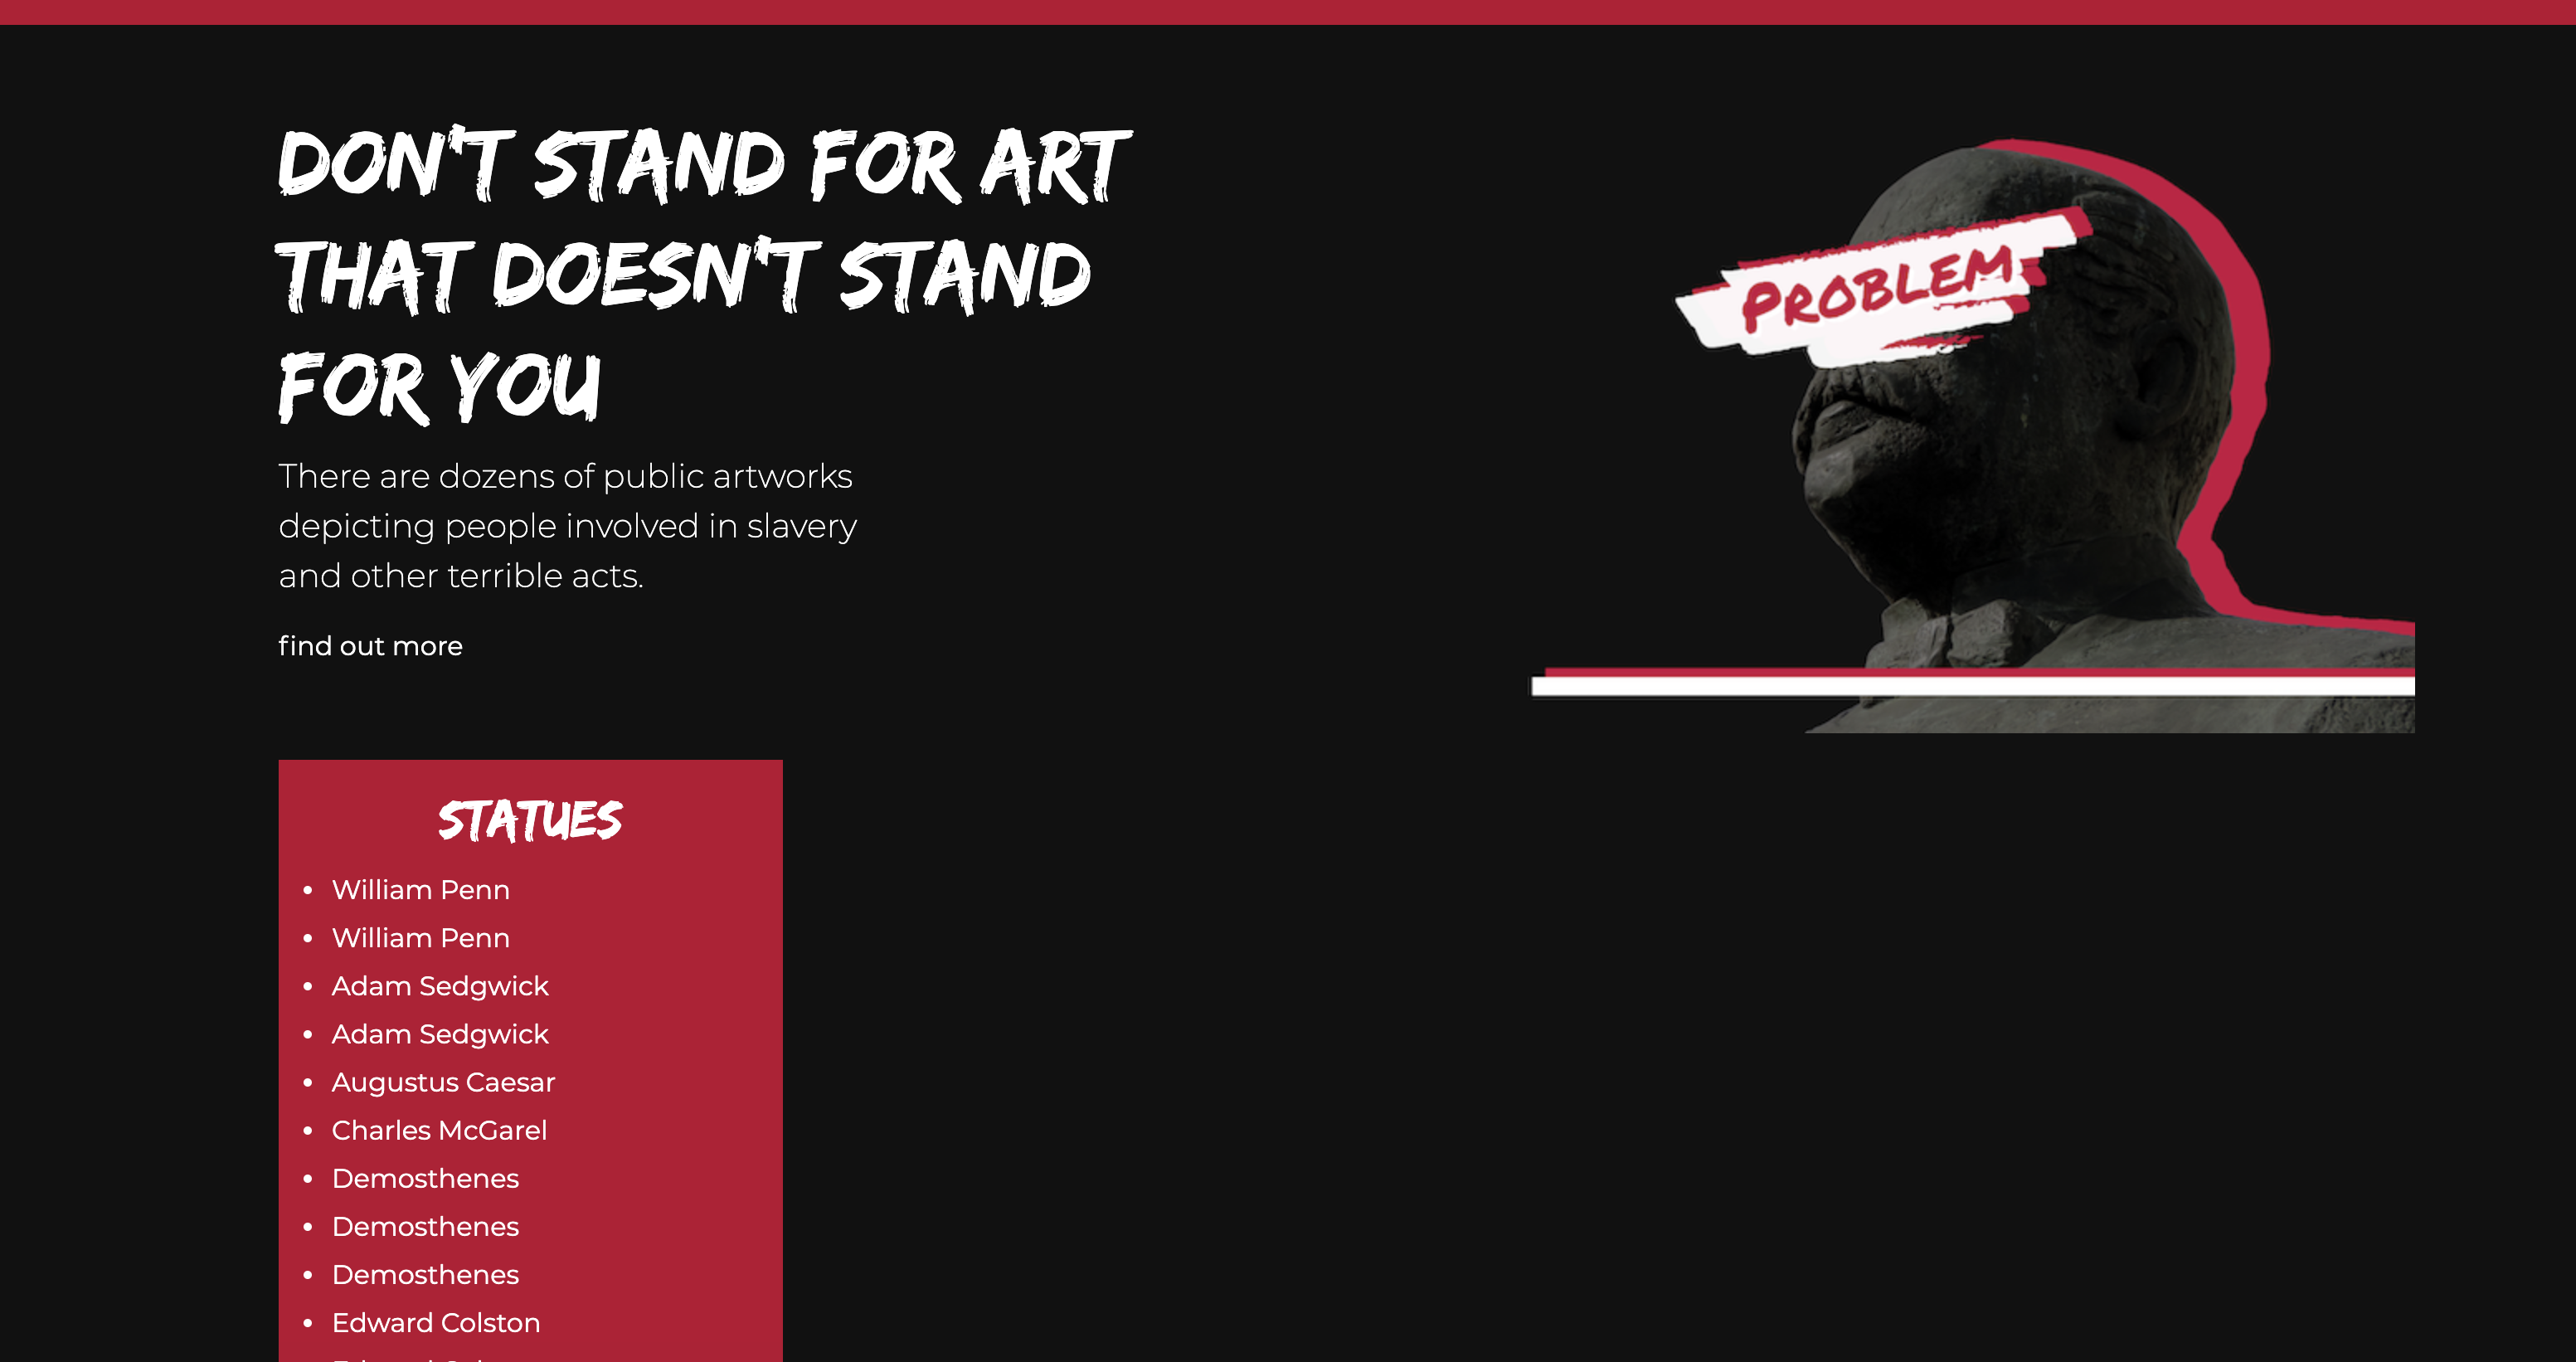 DON'T STAND FOR ART
THAT DOESN'T STAND
FOR YOU
There are dozens of public artworks
depicting people involved in slavery
and other terrible acts.
find out more
PROBLEM
STATUES
William Penn
William Penn
Adam Sedgwick
Adam Sedgwick
Augustus Caesar
Charles McGarel
Demosthenes
Demosthenes
Demosthenes
Edward Colston